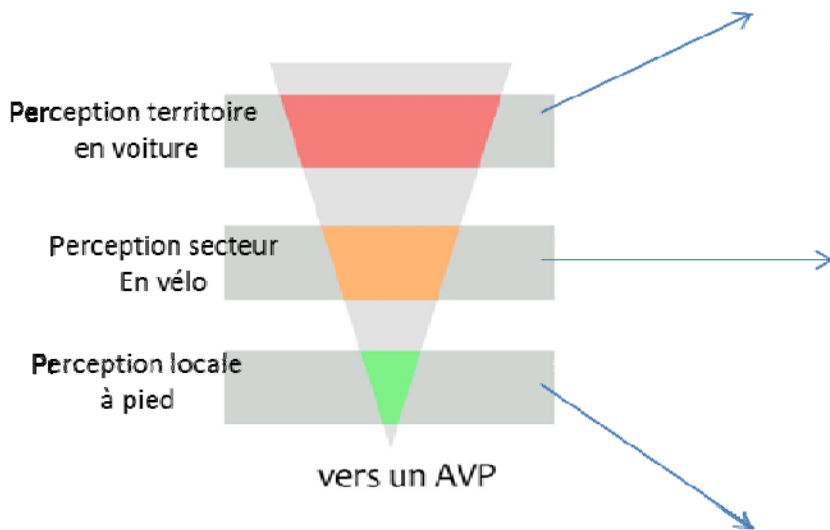 Perception territoire
en voiture
Perception secteur
En vélo
Perception locale
à pied
vers un AVP